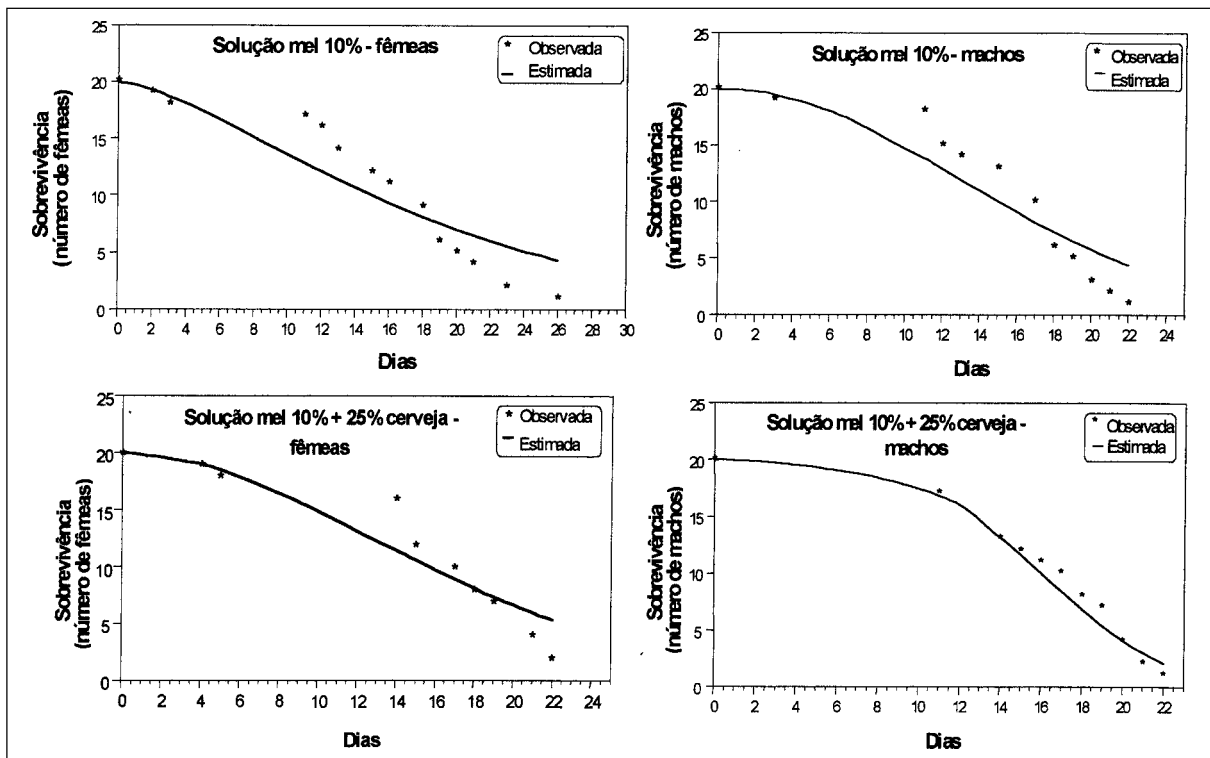 Solução mel 10% - fêmeas
Observada
Estimada
Sobrevivência
(número de fêmeas)
25
20
15
10
5
0
0 2 4 6 8 10 12 14 16 18 20 22 24 26 28 30
Dias
Solução mel 10% - machos
Observada
Estimada
Sobrevivência
(número de machos)
25
20
15
10
5
0
0 2 4 6 8 10 12 14 16 18 20 22 24
Dias
Solução mel 10% + 25% cerveja -
fêmeas
Observada
Estimada
Sobrevivência
(número de fêmeas)
25
20
15
10
5
0
0 2 4 6 8 10 12 14 16 18 20 22 24
Dias
Solução mel 10% + 25% cerveja -
machos
Observada
Estimada
Sobrevivência
(número de machos)
25
20
15
10
5
0
0 2 4 6 8 10 12 14 16 18 20 22
Dias